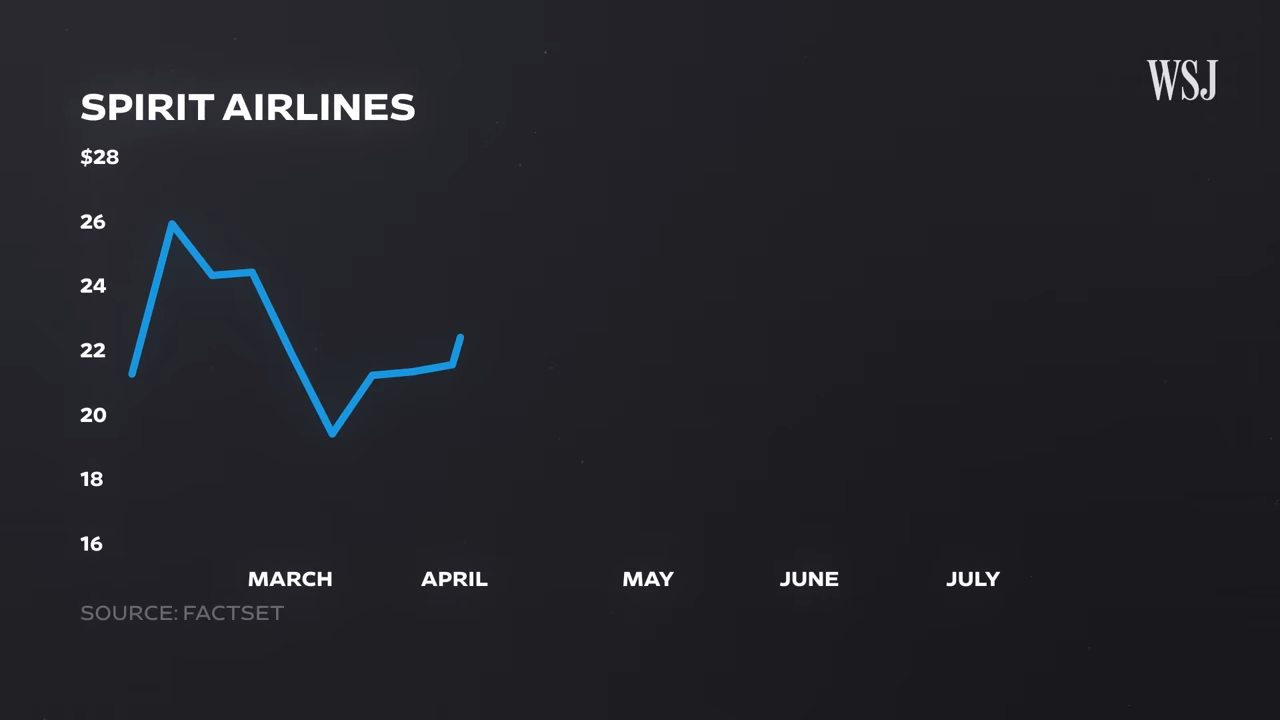 WSJ
SPIRIT AIRLINES
$28
26
24
22
20
18
16
MARCH APRIL MAY JUNE JULY
SOURCE: FACTSET